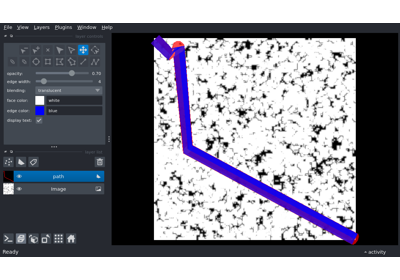 File View Layers Plugins Window Help
opacity: 0.70
edge width: 4
blending: translucent
face color: white
edge color: blue
display text:
path
Image
Ready
activity